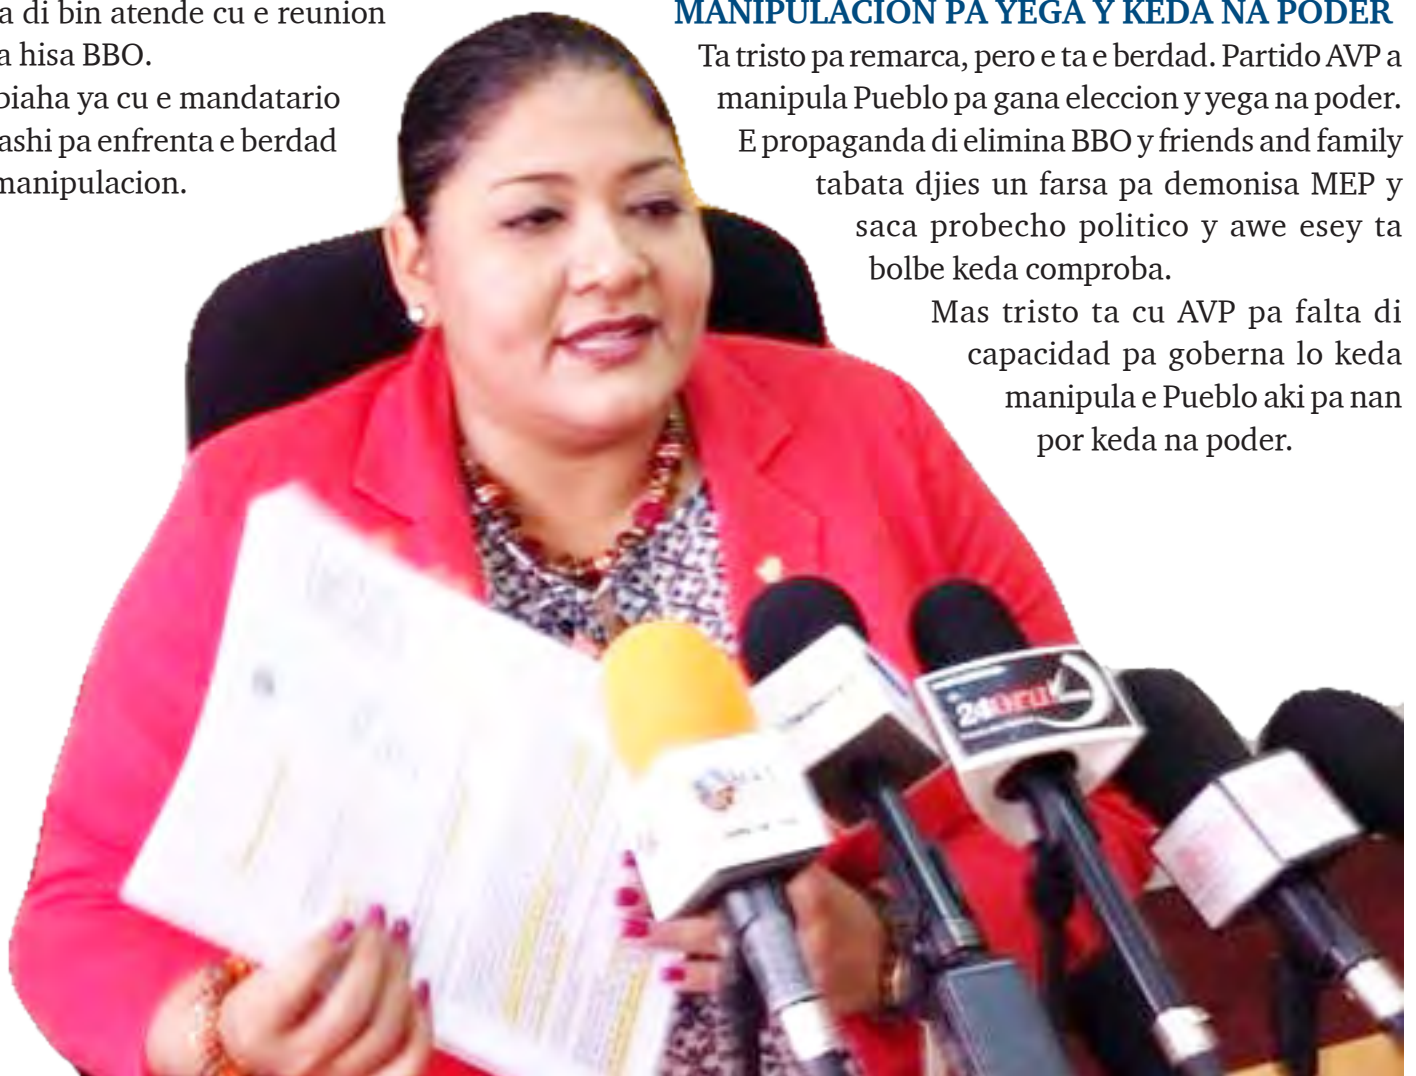 a di bin atende cu e reunion
a hisa BBO.
biaha ya cu e mandatario
ashi pa enfrenta e berdad
manipulacion.
MANIPULACION PA YEGA Y KEDA NA PODER
Ta tristo pa remarca, pero e ta e berdad. Partido AVP a
manipula Pueblo pa gana eleccion y yega na poder.
E propaganda di elimina BBO y friends and family
tabata djies un farsa pa demonisa MEP y
saca probecho politico y awe esey ta
bolbe keda comproba.
Mas tristo ta cu AVP pa falta di
capacidad pa goberna lo keda
manipula e Pueblo aki pa nan
por keda na poder.
24ora